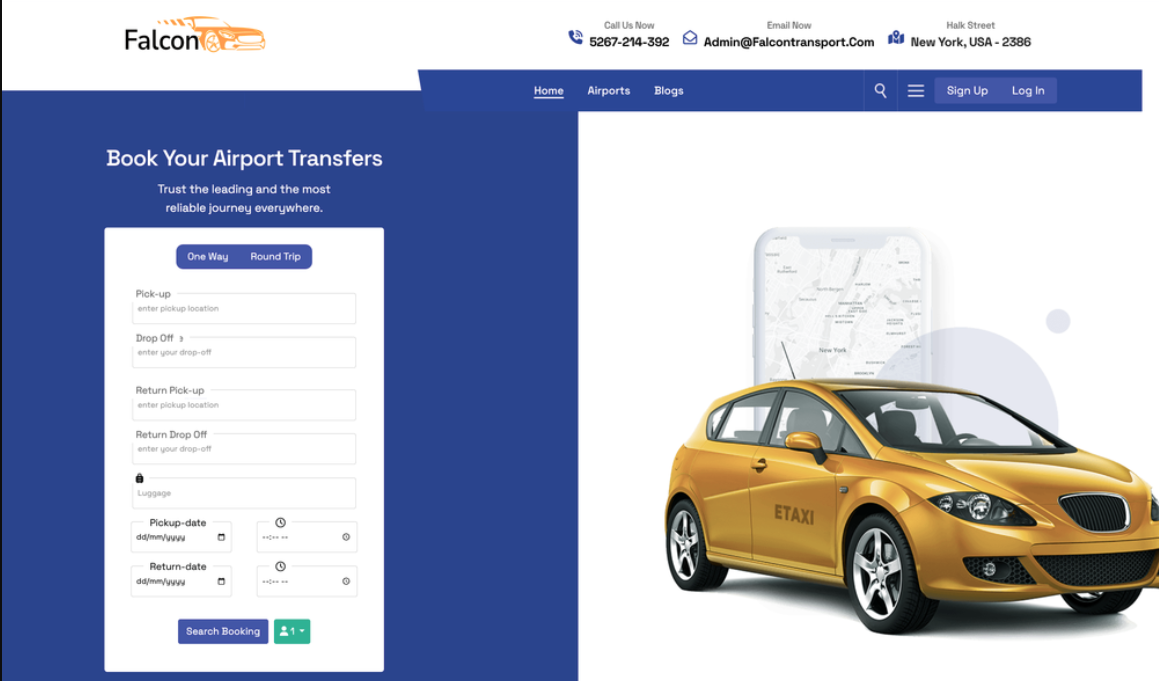 Falcon
Call Us Now
5267-214-392
Email Now
Admin@Falcontransport.Com
Halk Street
New York, USA - 2386
Home Airports Blogs
Sign Up Log In
Book Your Airport Transfers
Trust the leading and the most
reliable journey everywhere.
One Way Round Trip
Pick-up
enter pickup location
Drop Off
enter your drop-off
Return Pick-up
enter pickup location
Return Drop Off
enter your drop-off
Luggage
Pickup-date
dd/mm/yyyy --:-- --
Return-date
dd/mm/yyyy --:-- --
Search Booking 1
New York
ETAXI